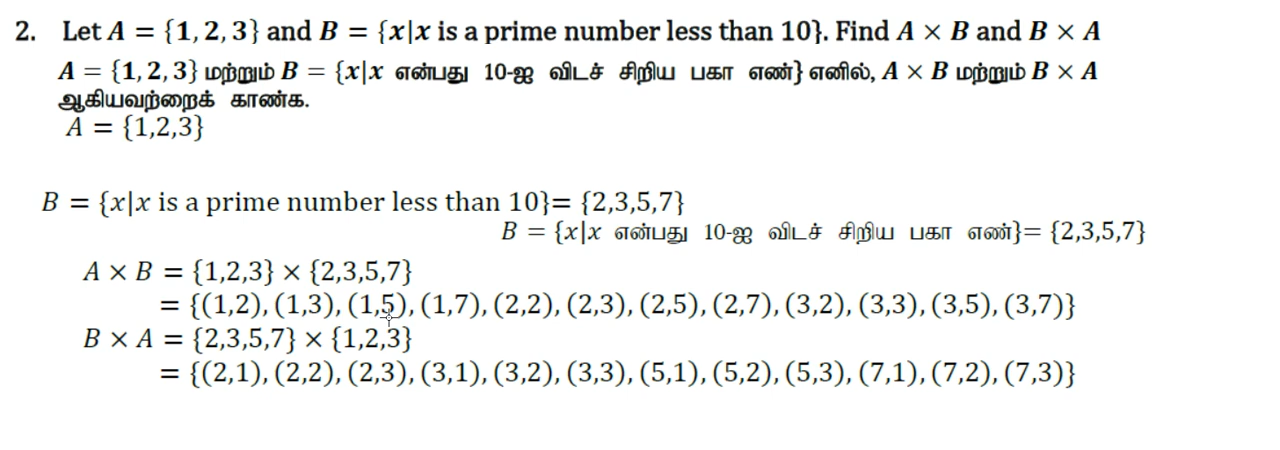 2. Let A = {1, 2, 3} and B = {x|x is a prime number less than 10}. Find A × B and B × A
A = {1, 2, 3} மற்றும் B = {x|x என்பது 10-ஐ விடச் சிறிய பகா எண்} எனில், A × B மற்றும் B × A
ஆகியவற்றைக் காண்க.
A = {1,2,3}
B = {x|x is a prime number less than 10}= {2,3,5,7}
B = {x|x என்பது 10-ஐ விடச் சிறிய பகா எண்}= {2,3,5,7}
A × B = {1,2,3} × {2,3,5,7}
= {(1,2), (1,3), (1,5), (1,7), (2,2), (2,3), (2,5), (2,7), (3,2), (3,3), (3,5), (3,7)}
B × A = {2,3,5,7} × {1,2,3}
= {(2,1), (2,2), (2,3), (3,1), (3,2), (3,3), (5,1), (5,2), (5,3), (7,1), (7,2), (7,3)}